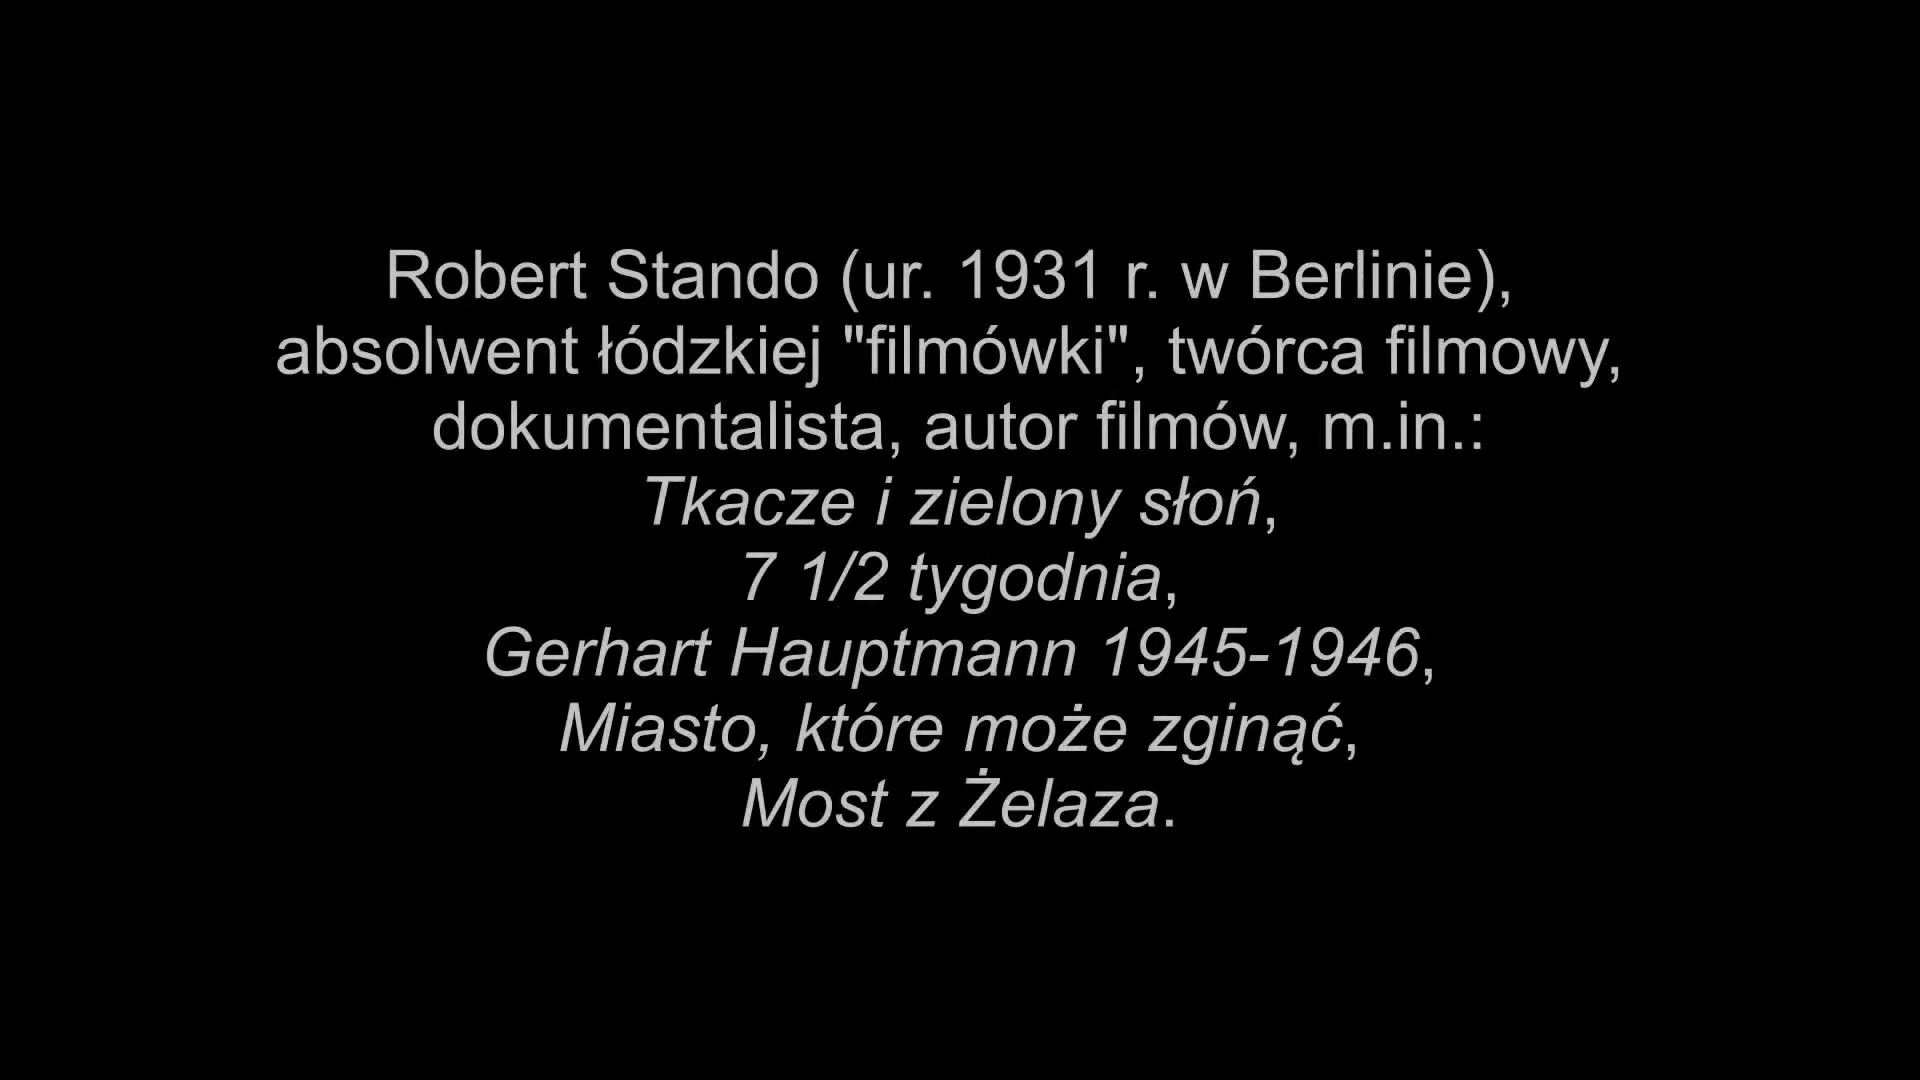 Robert Stando (ur. 1931 r. w Berlinie),
absolwent łódzkiej "filmówki", twórca filmowy,
dokumentalista, autor filmów, m.in.:
Tkacze i zielony słoń,
7 1/2 tygodnia,
Gerhart Hauptmann 1945-1946,
Miasto, które może zginąć,
Most z Żelaza.